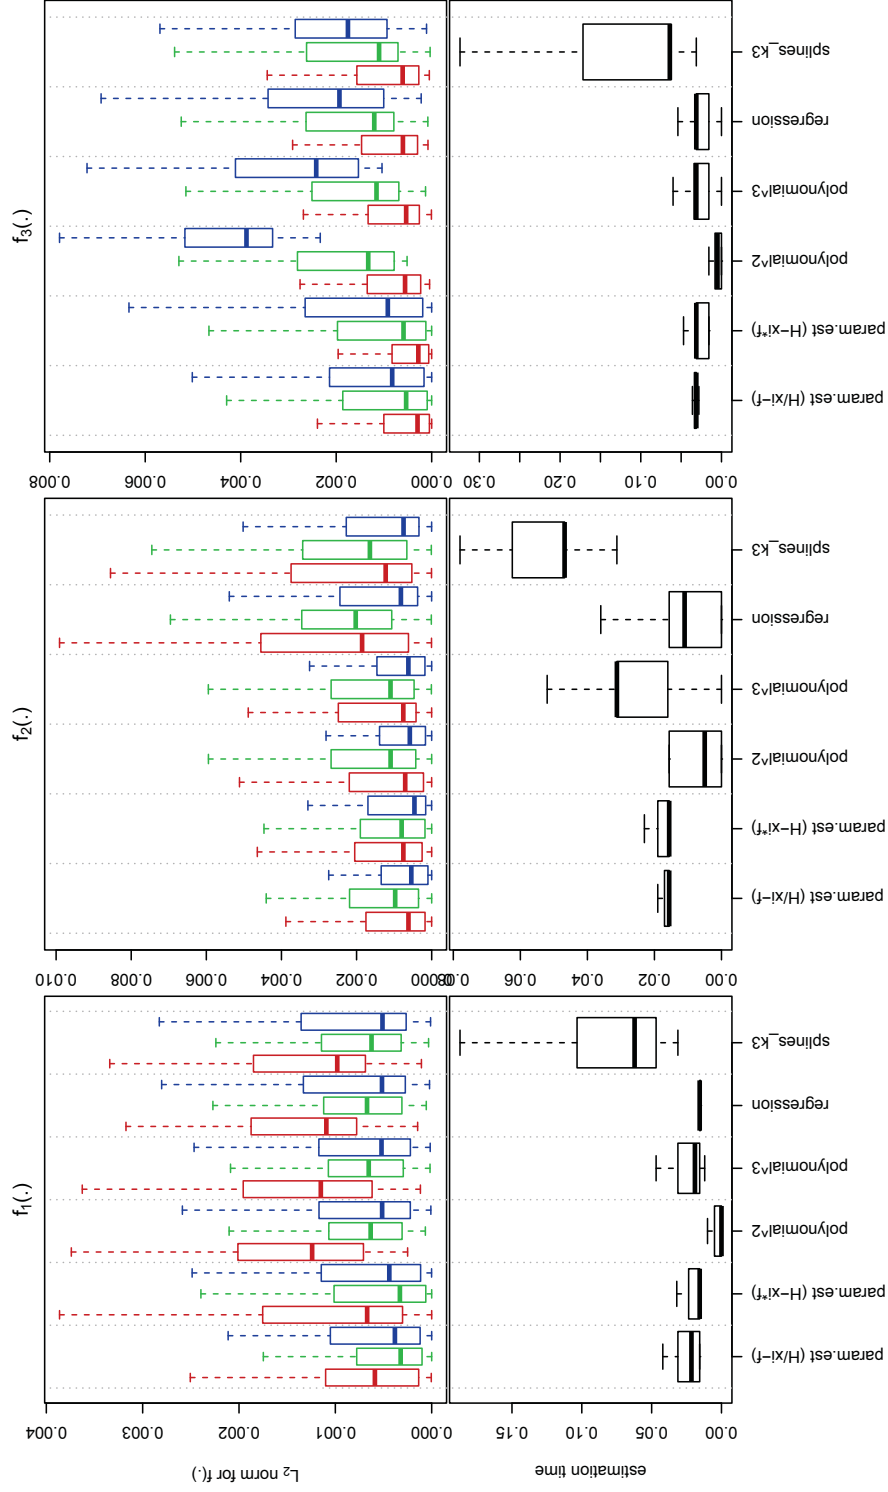 f₁(.)
f₂(.)
f₃(.)
L₂ norm for f(.)
0.000
0.001
0.002
0.003
0.004
0.000
0.002
0.004
0.006
0.008
0.010
0.000
0.002
0.004
0.006
0.008
estimation time
0.00
0.05
0.10
0.15
0.00
0.02
0.04
0.06
0.08
0.00
0.10
0.20
0.30
param.est (H/xi−f)
param.est (H−xi*f)
polynomial^2
polynomial^3
regression
splines_k3
param.est (H/xi−f)
param.est (H−xi*f)
polynomial^2
polynomial^3
regression
splines_k3
param.est (H/xi−f)
param.est (H−xi*f)
polynomial^2
polynomial^3
regression
splines_k3